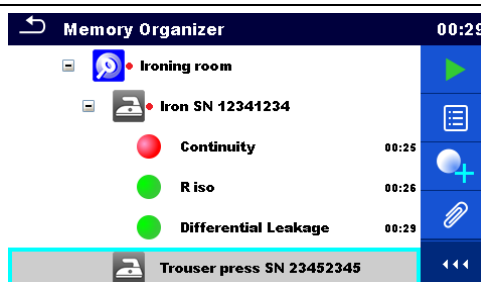 Memory Organizer 00:29
Ironing room
Iron SN 12341234
Continuity 00:25
R iso 00:26
Differential Leakage 00:29
Trouser press SN 23452345